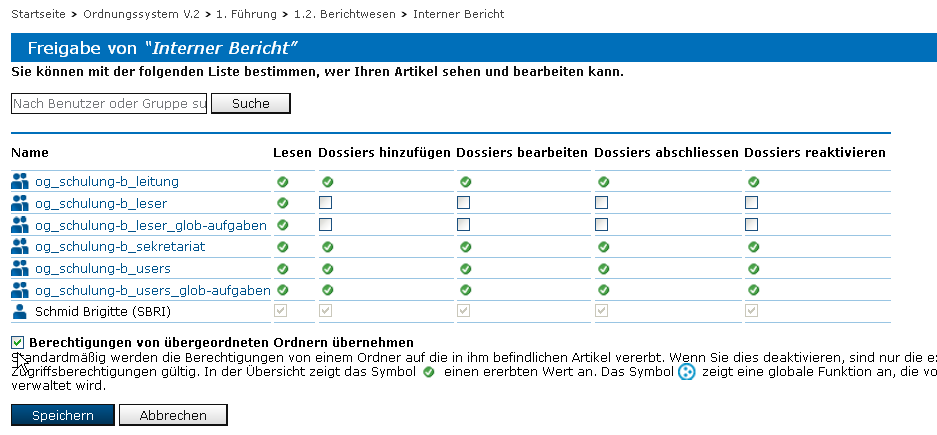 Startseite > Ordnungssystem V.2 > 1. Führung > 1.2. Berichtwesen > Interner Bericht
Freigabe von "Interner Bericht"
Sie können mit der folgenden Liste bestimmen, wer Ihren Artikel sehen und bearbeiten kann.
Nach Benutzer oder Gruppe su Suche
Name Lesen Dossiers hinzufügen Dossiers bearbeiten Dossiers abschliessen Dossiers reaktivieren
og_schulung-b_leitung
og_schulung-b_leser
og_schulung-b_leser_glob-aufgaben
og_schulung-b_sekretariat
og_schulung-b_users
og_schulung-b_users_glob-aufgaben
Schmid Brigitte (SBRI)
Berechtigungen von übergeordneten Ordnern übernehmen
Standardmäßig werden die Berechtigungen von einem Ordner auf die in ihm befindlichen Artikel vererbt. Wenn Sie dies deaktivieren, sind nur die
Zugriffsberechtigungen gültig. In der Übersicht zeigt das Symbol einen ererbten Wert an. Das Symbol zeigt eine globale Funktion an, die
verwaltet wird.
Speichern Abbrechen